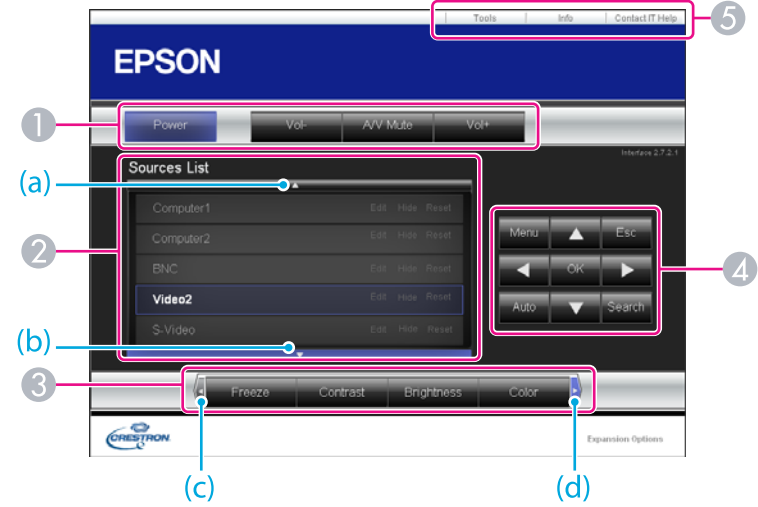 Tools Info Contact IT Help 5
EPSON
1 Power Vol- A/V Mute Vol+
Interface 2.7.2.1
Sources List
(a)
Computer1 Edit Hide Reset
Computer2 Edit Hide Reset
BNC Edit Hide Reset
Video2 Edit Hide Reset
S-Video Edit Hide Reset
2
(b)
Menu Esc
OK
Auto Search
4
3 Freeze Contrast Brightness Color
CRESTRON Expansion Options
(c) (d)